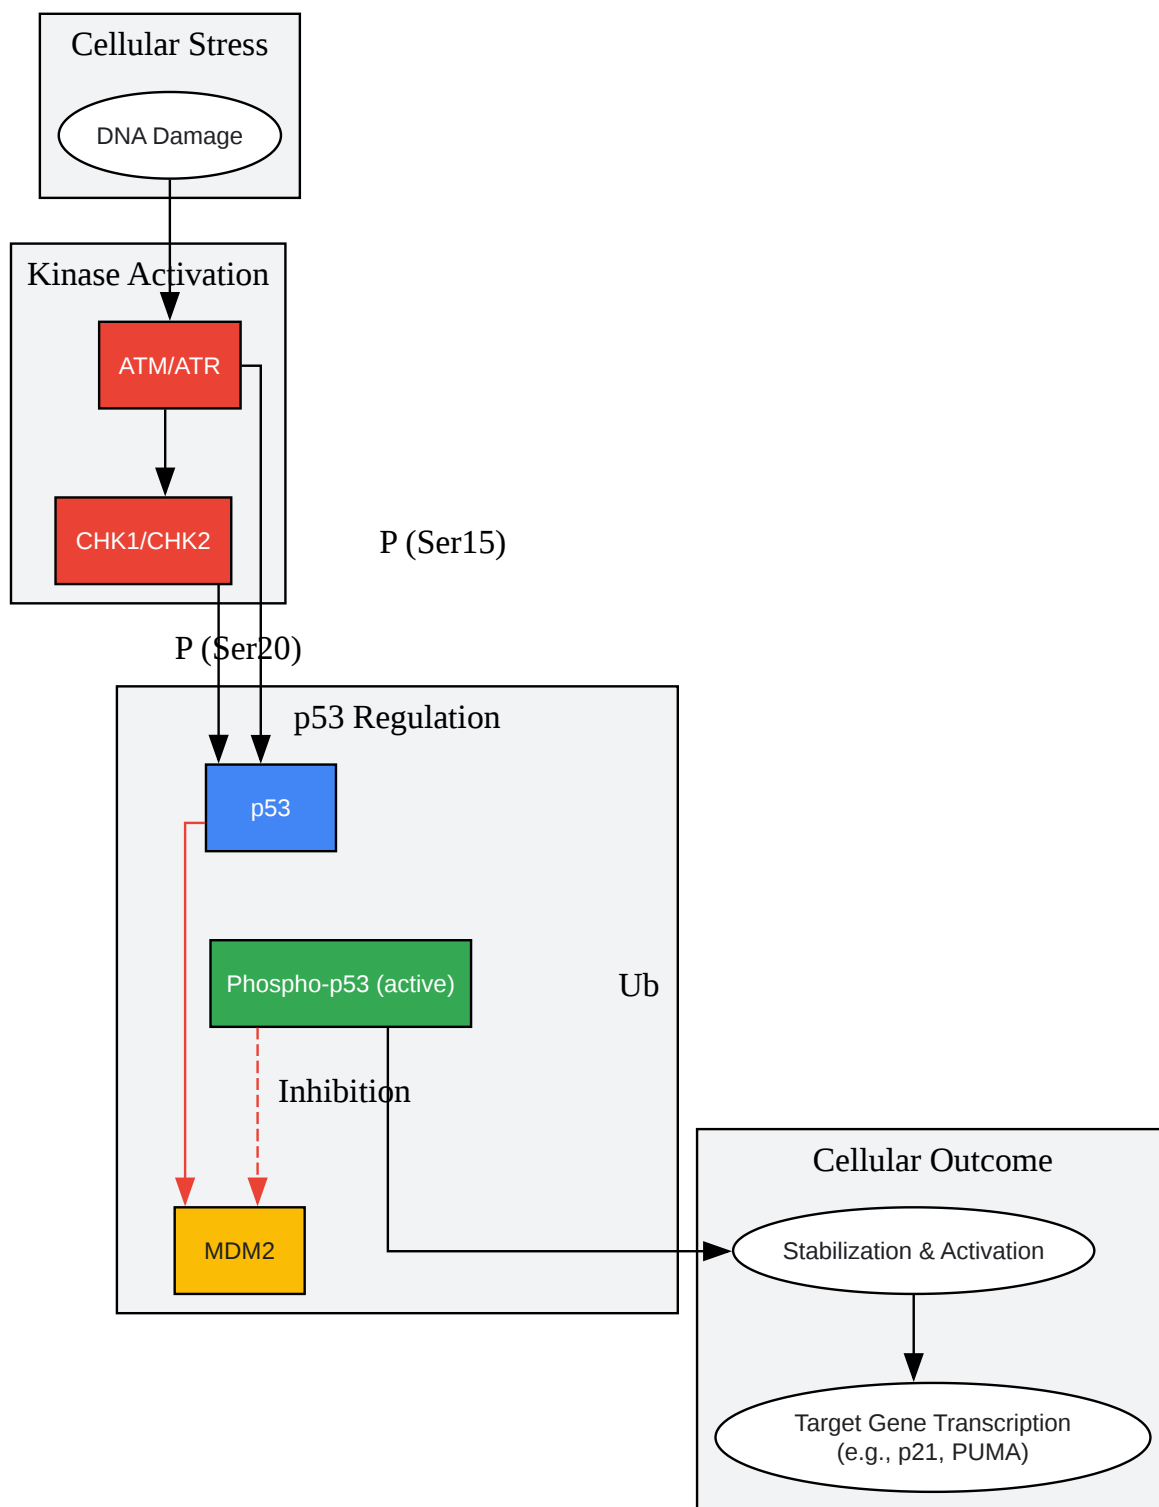 Cellular Stress
DNA Damage
Kinase Activation
ATM/ATR
CHK1/CHK2
P (Ser15)
P (Ser20)
p53 Regulation
p53
Phospho-p53 (active)
Ub
Inhibition
MDM2
Cellular Outcome
Stabilization & Activation
Target Gene Transcription
(e.g., p21, PUMA)